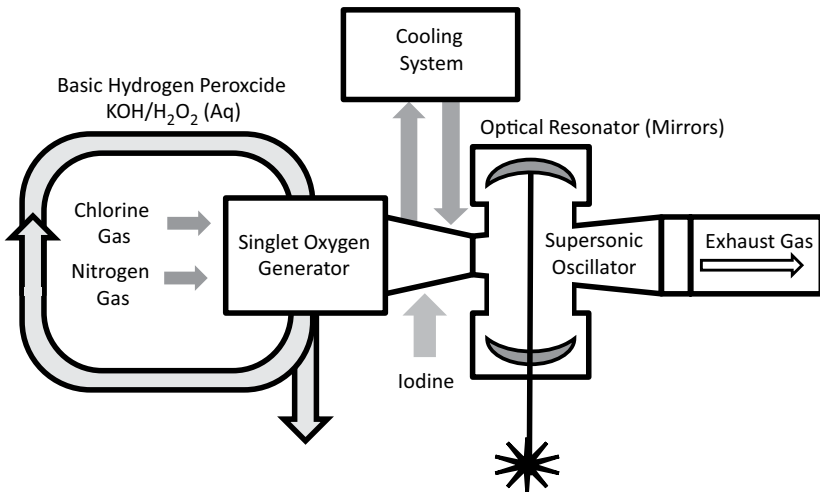 Cooling
System
Basic Hydrogen Peroxcide
KOH/H₂O₂ (Aq)
Optical Resonator (Mirrors)
Chlorine
Gas
Nitrogen
Gas
Singlet Oxygen
Generator
Supersonic
Oscillator
Exhaust Gas
Iodine